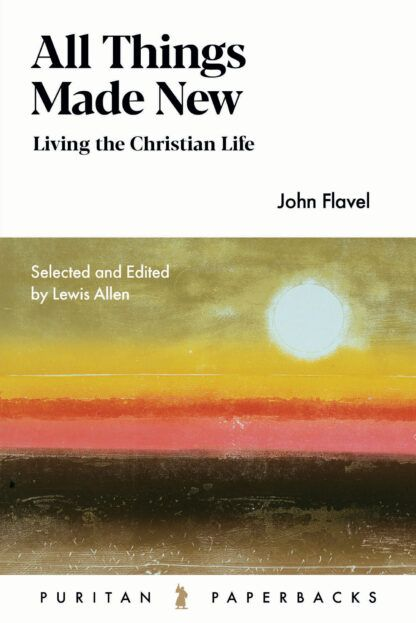 All Things
Made New
Living the Christian Life
John Flavel
Selected and Edited
by Lewis Allen
PURITAN PAPERBACKS